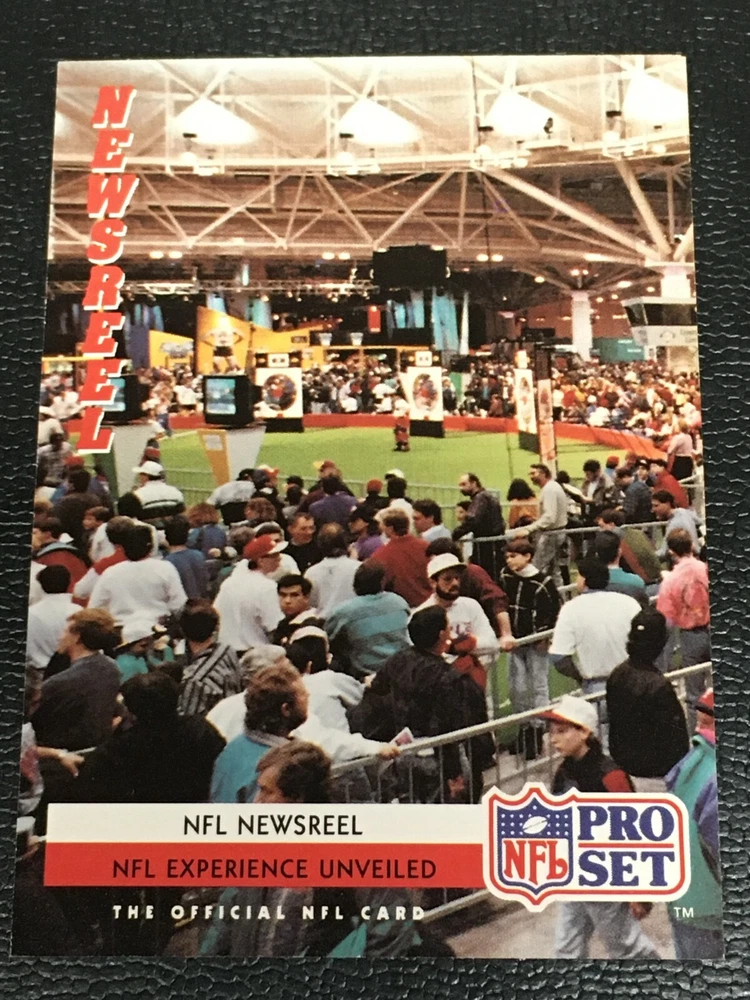 NEWSREEL
NFL NEWSREEL
NFL EXPERIENCE UNVEILED
THE OFFICIAL NFL CARD
NFL
PRO
SET
TM